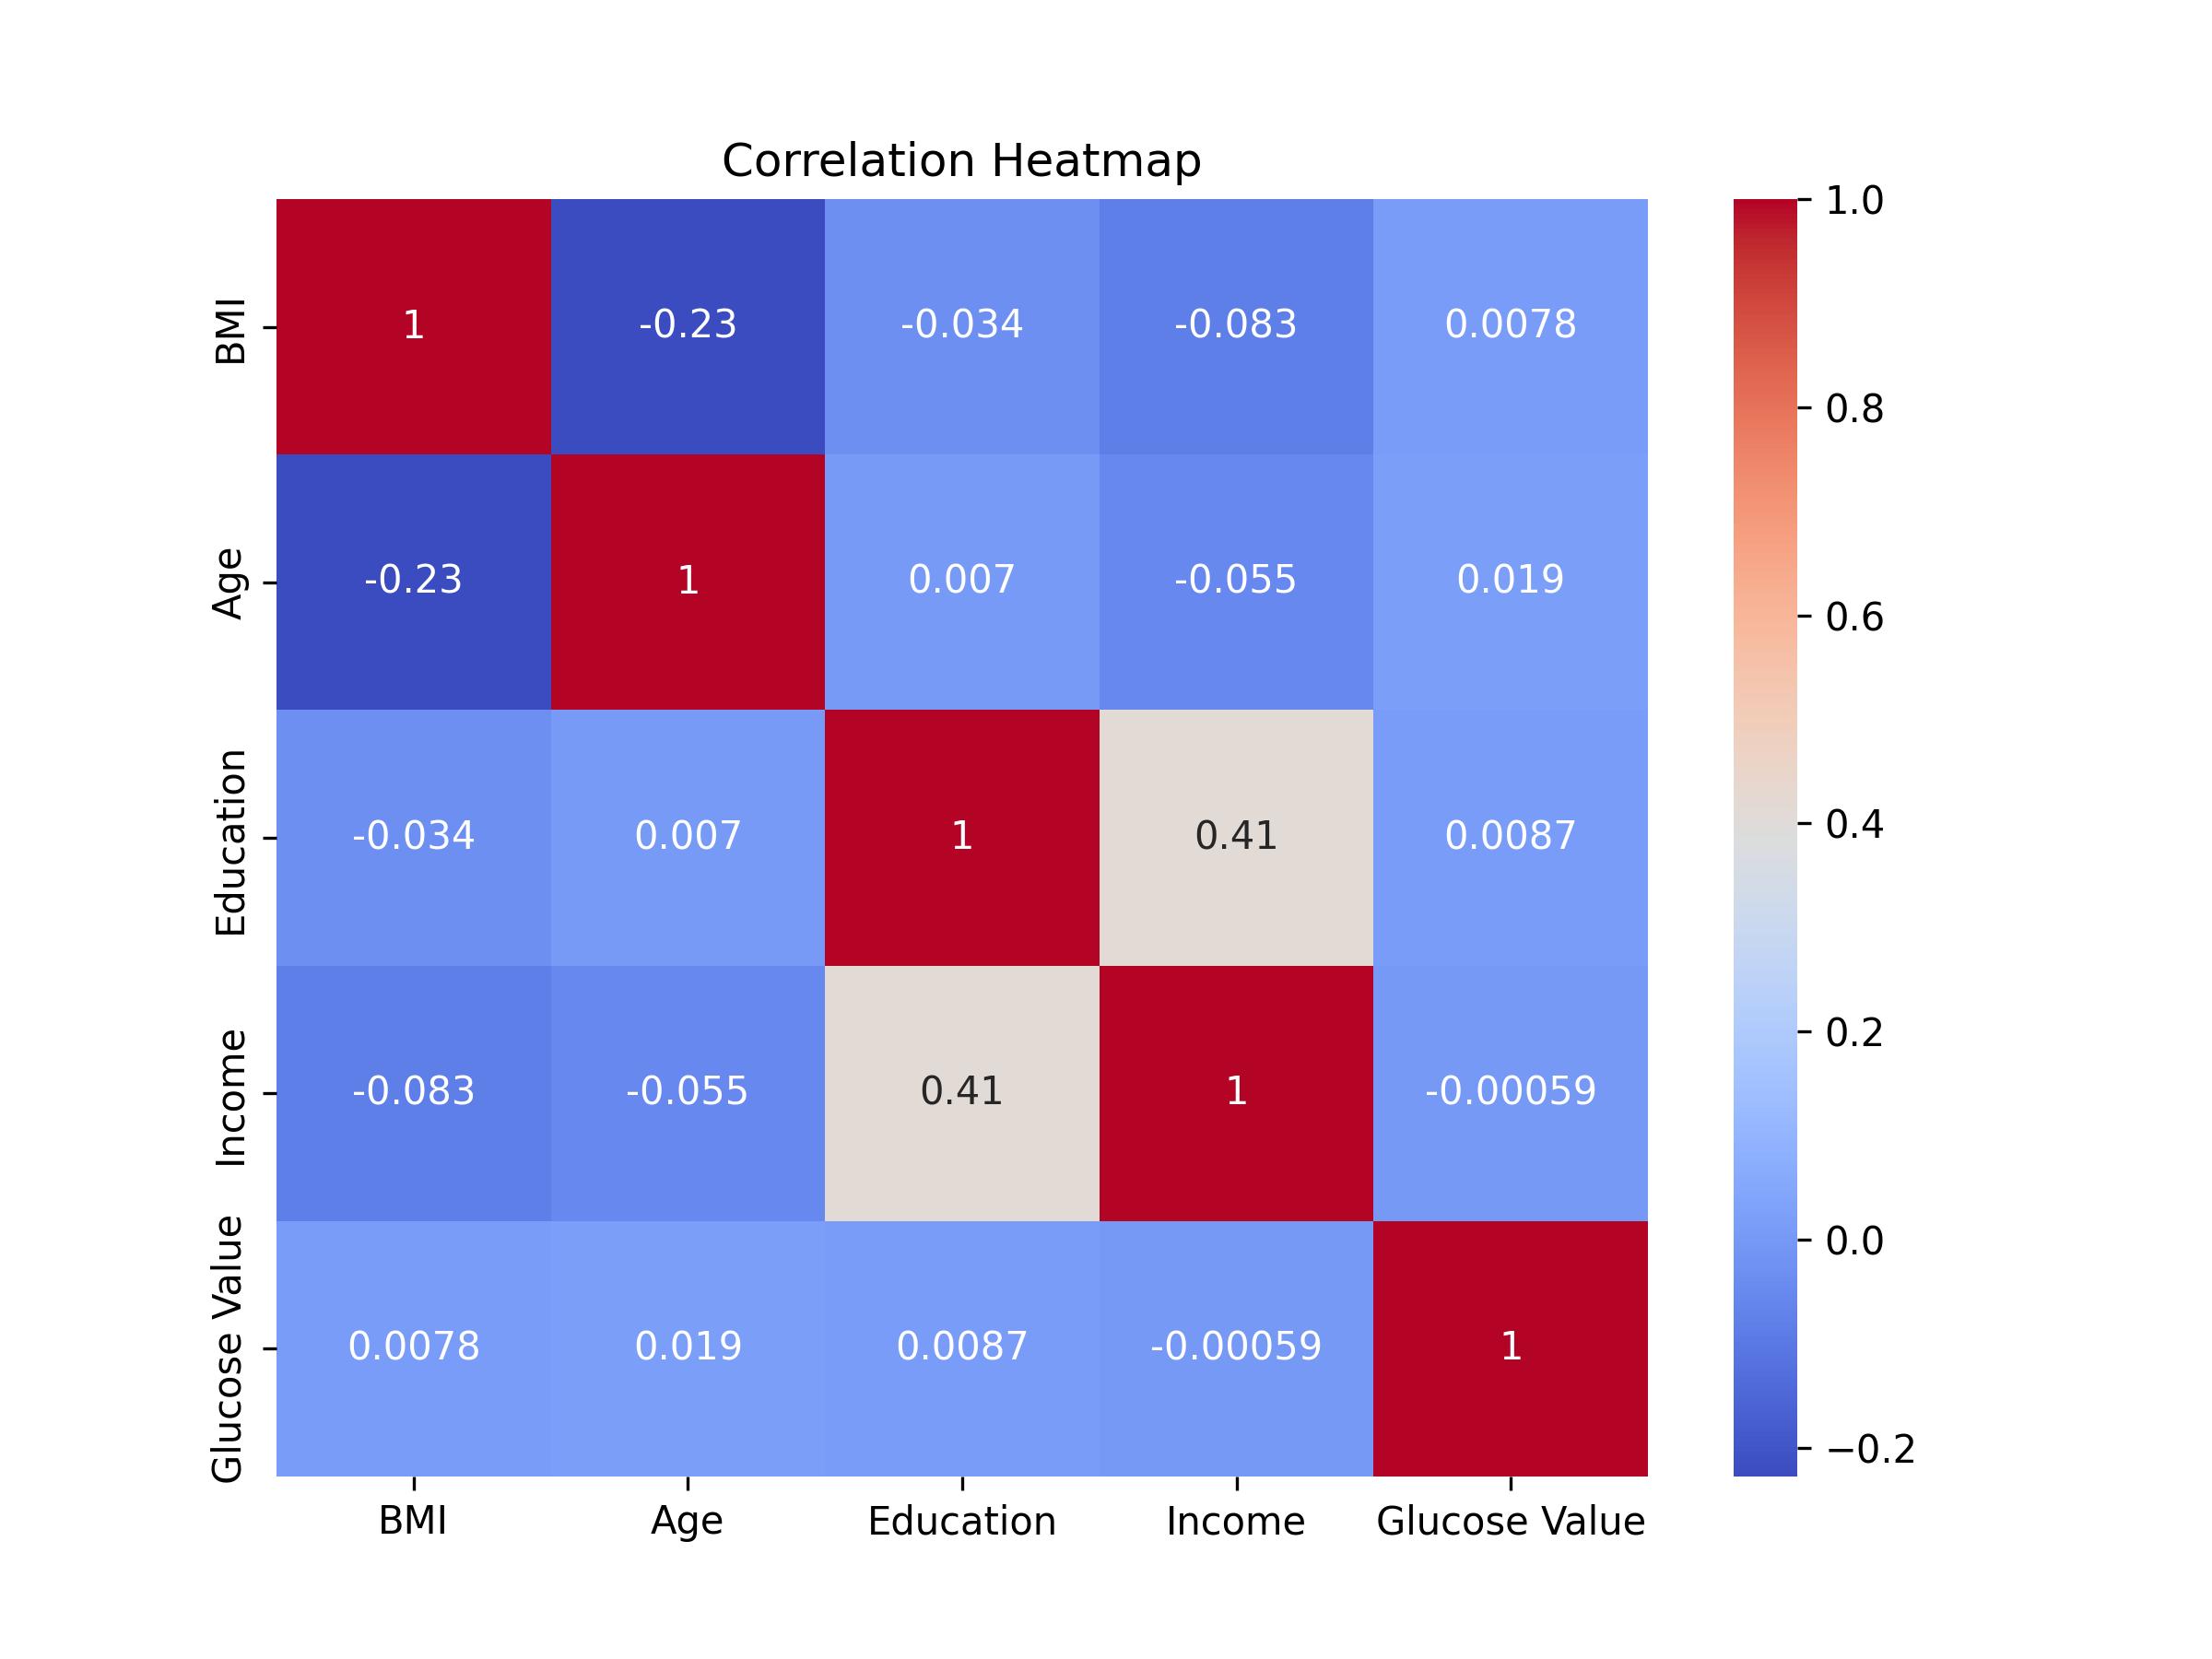 Correlation Heatmap
BMI 1 -0.23 -0.034 -0.083 0.0078
Age -0.23 1 0.007 -0.055 0.019
Education -0.034 0.007 1 0.41 0.0087
Income -0.083 -0.055 0.41 1 -0.00059
Glucose Value 0.0078 0.019 0.0087 -0.00059 1
BMI Age Education Income Glucose Value
1.0
0.8
0.6
0.4
0.2
0.0
−0.2